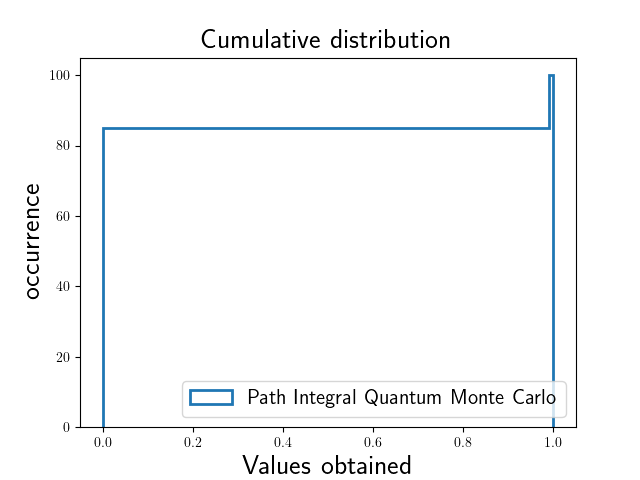 Cumulative distribution
100
80
60
40
20
0
occurrence
Path Integral Quantum Monte Carlo
0.0 0.2 0.4 0.6 0.8 1.0
Values obtained